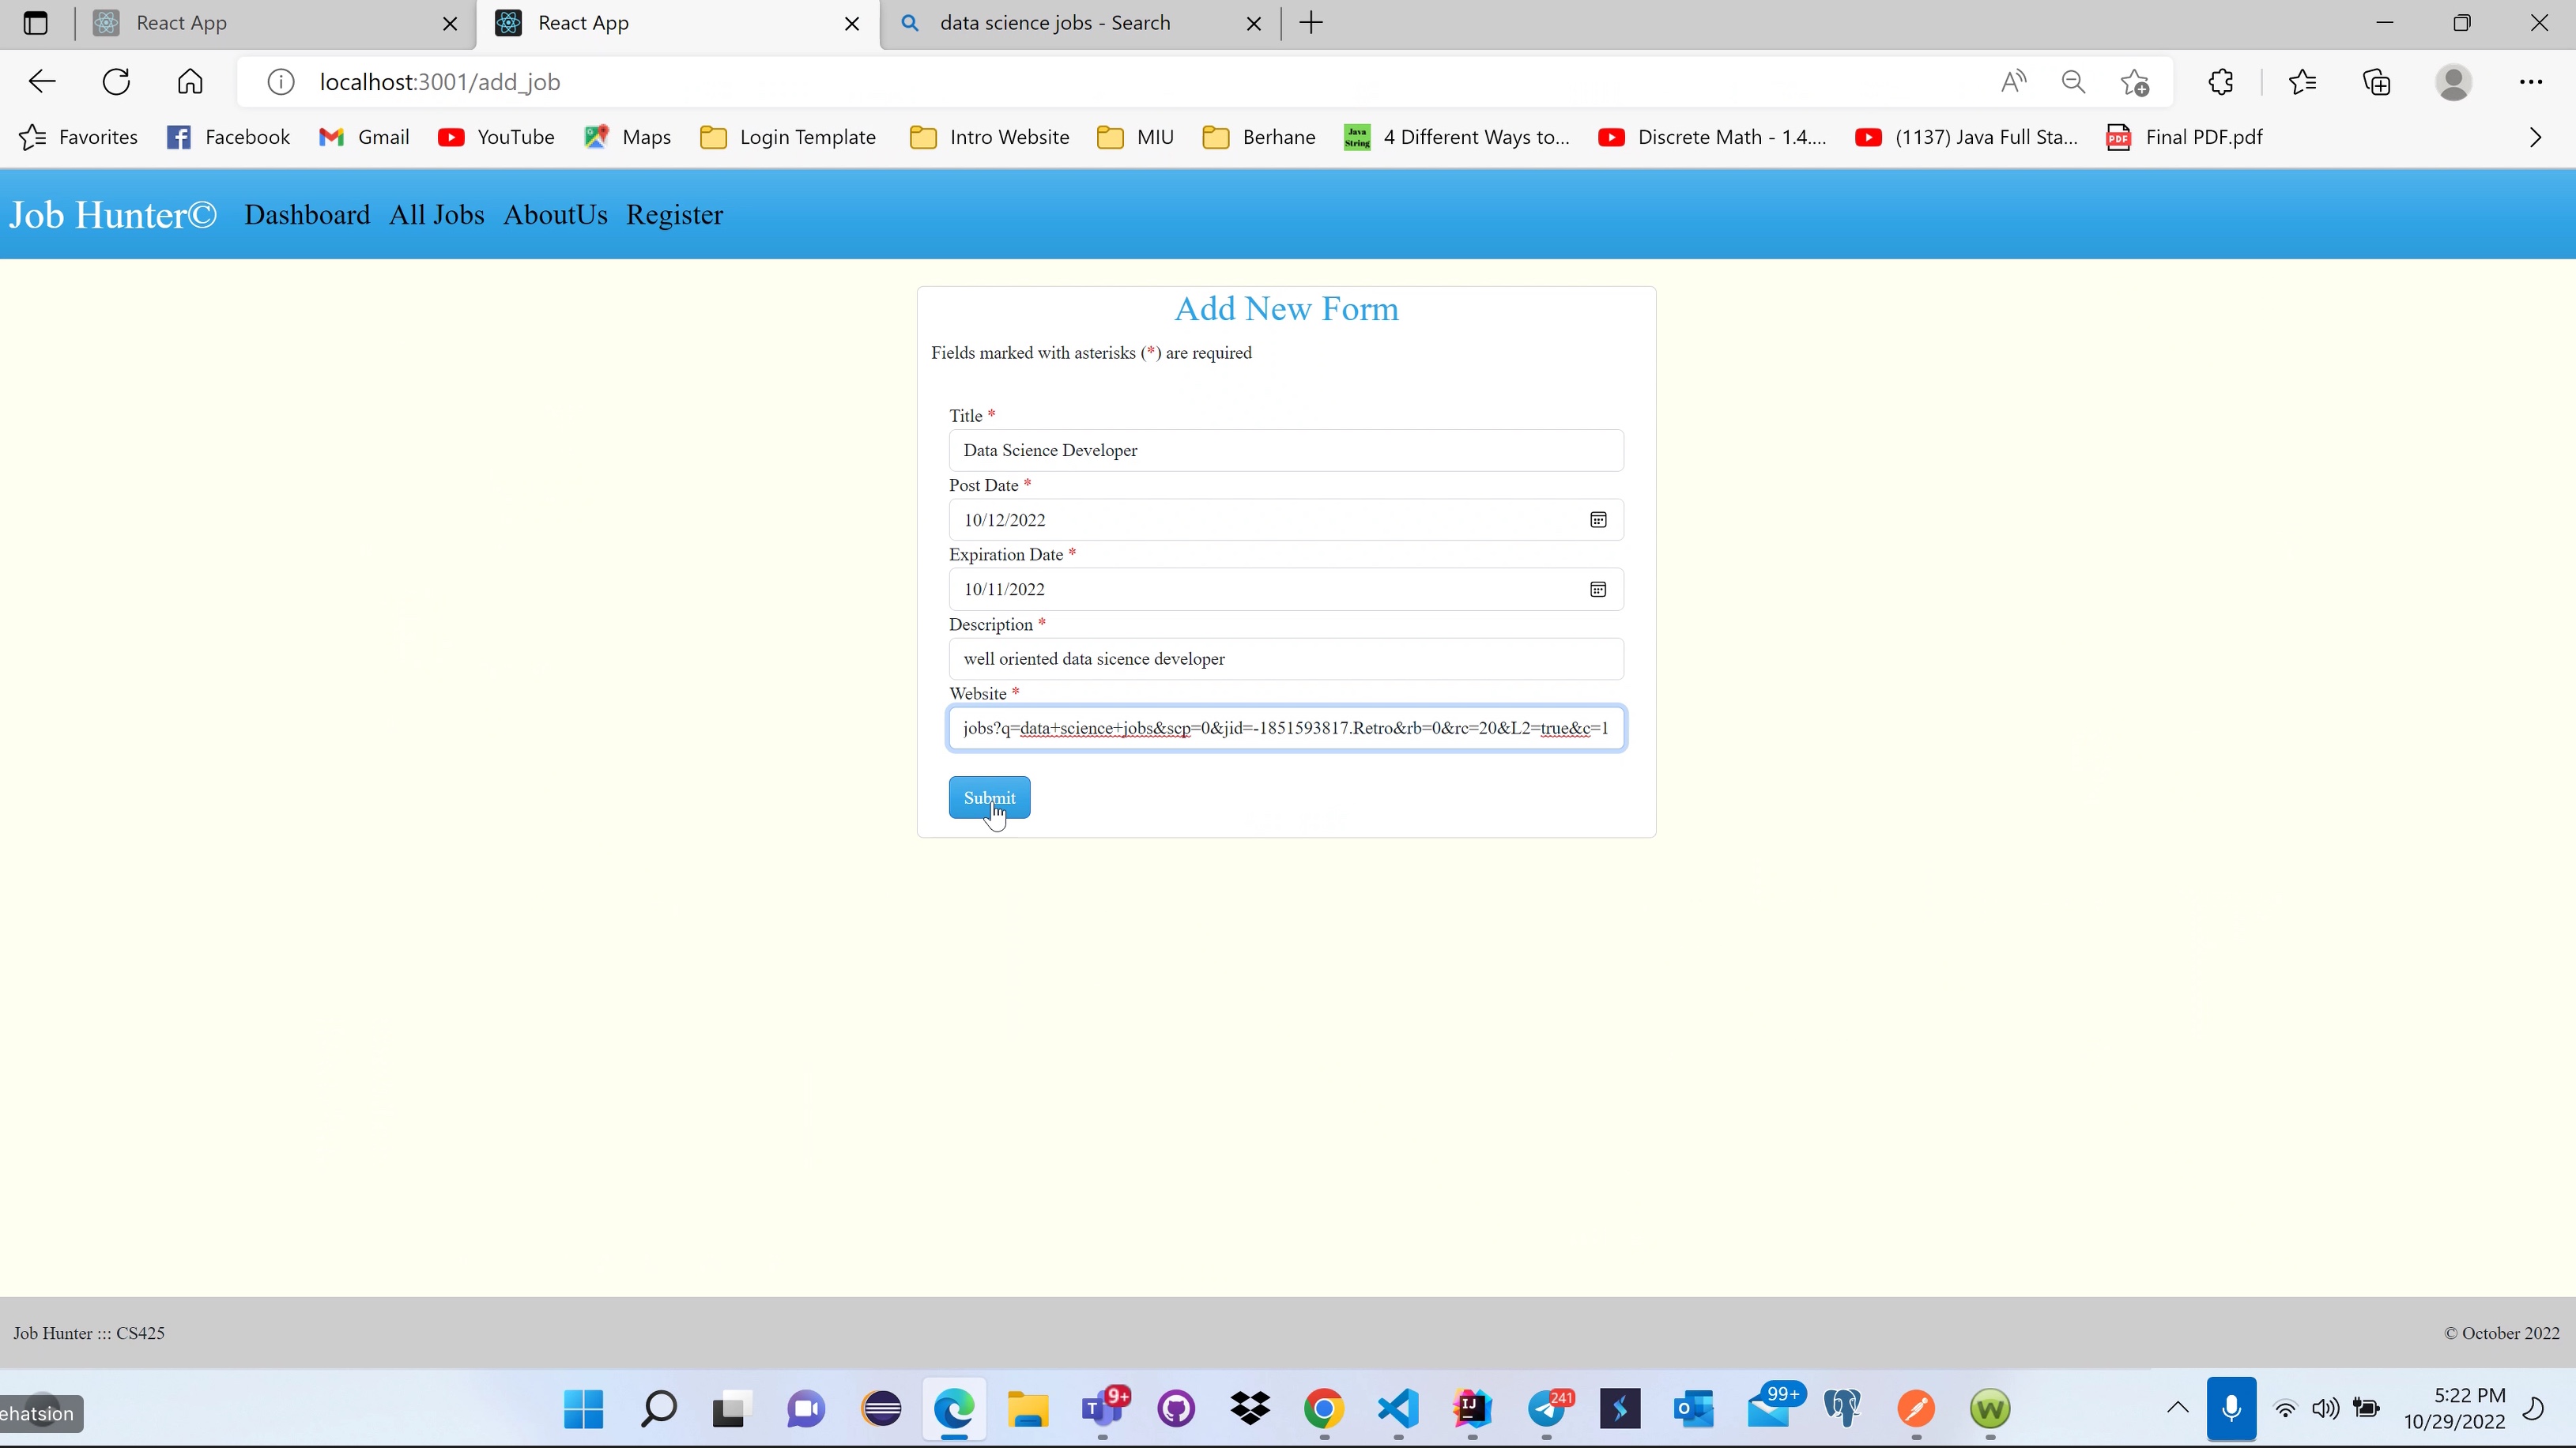 React App
React App
data science jobs - Search
localhost:3001/add_job
Favorites Facebook Gmail YouTube Maps Login Template Intro Website MIU Berhane Java String 4 Different Ways to... Discrete Math - 1.4.... (1137) Java Full Sta... PDF Final PDF.pdf
Job Hunter© Dashboard All Jobs AboutUs Register
Add New Form
Fields marked with asterisks (*) are required
Title *
Data Science Developer
Post Date *
10/12/2022
Expiration Date *
10/11/2022
Description *
well oriented data sicence developer
Website *
jobs?q=data+science+jobs&scp=0&jid=-1851593817.Retro&rb=0&rc=20&L2=true&c=1
Submit
Job Hunter ::: CS425
© October 2022
ehatsion
9+
241
99+
5:22 PM
10/29/2022